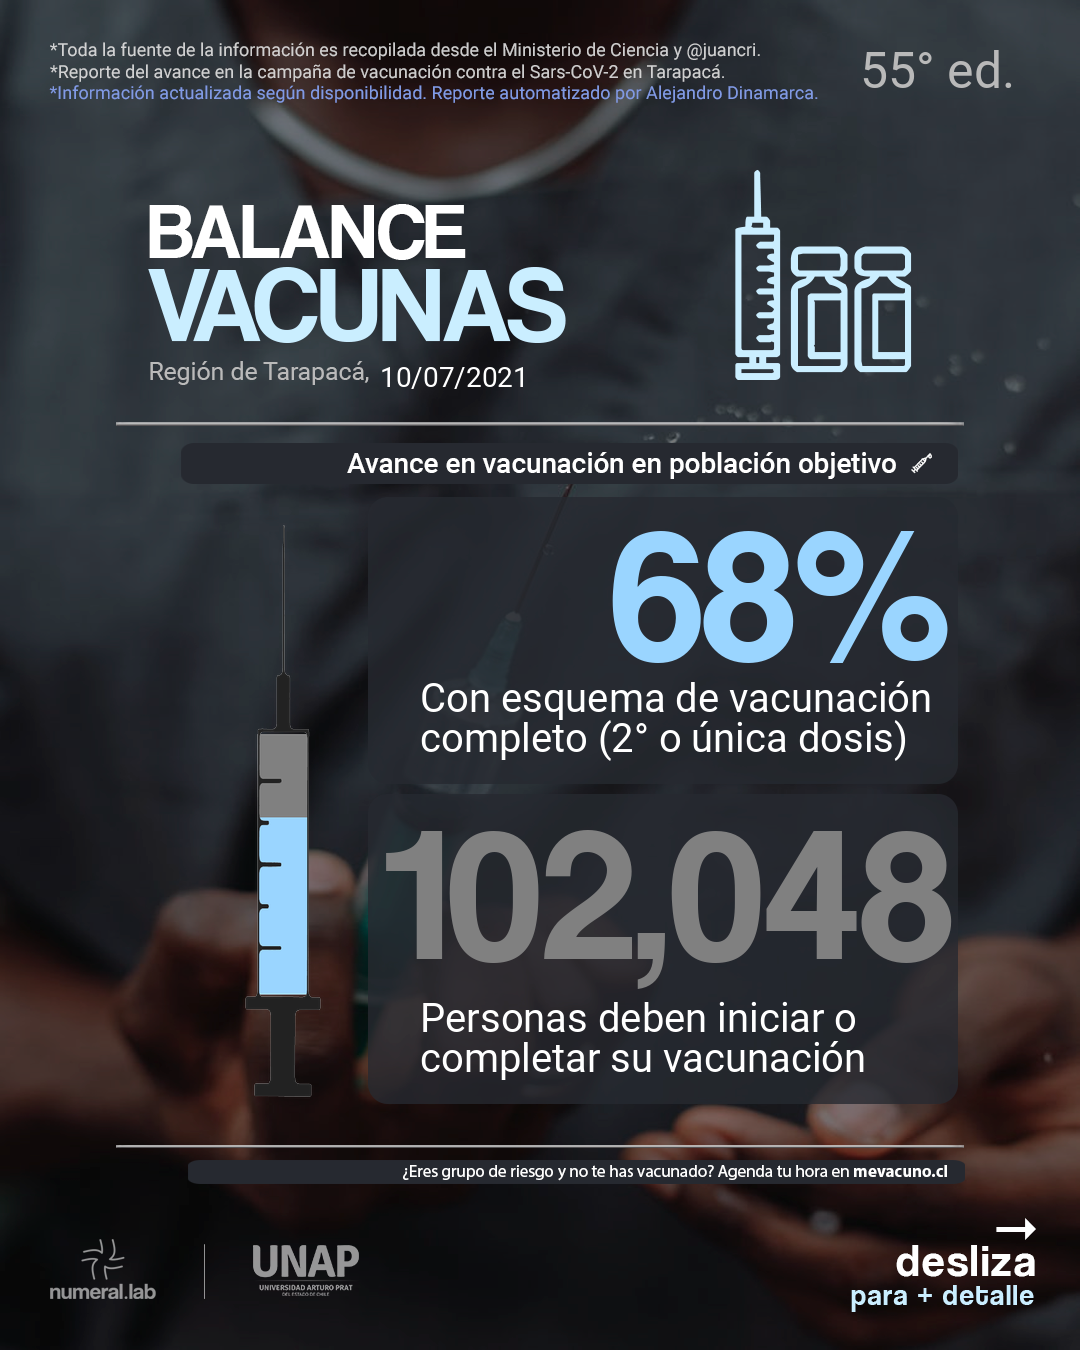 *Toda la fuente de la información es recopilada desde el Ministerio de Ciencia y @juancri.
*Reporte del avance en la campaña de vacunación contra el Sars-CoV-2 en Tarapacá.
*Información actualizada según disponibilidad. Reporte automatizado por Alejandro Dinamarca.
55° ed.
BALANCE
VACUNAS
Región de Tarapacá, 10/07/2021
Avance en vacunación en población objetivo
68%
Con esquema de vacunación
completo (2° o única dosis)
102,048
Personas deben iniciar o
completar su vacunación
¿Eres grupo de riesgo y no te has vacunado? Agenda tu hora en mevacuno.cl
numeral.lab
UNAP
UNIVERSIDAD ARTURO PRAT
DEL ESTADO DE CHILE
desliza
para + detalle